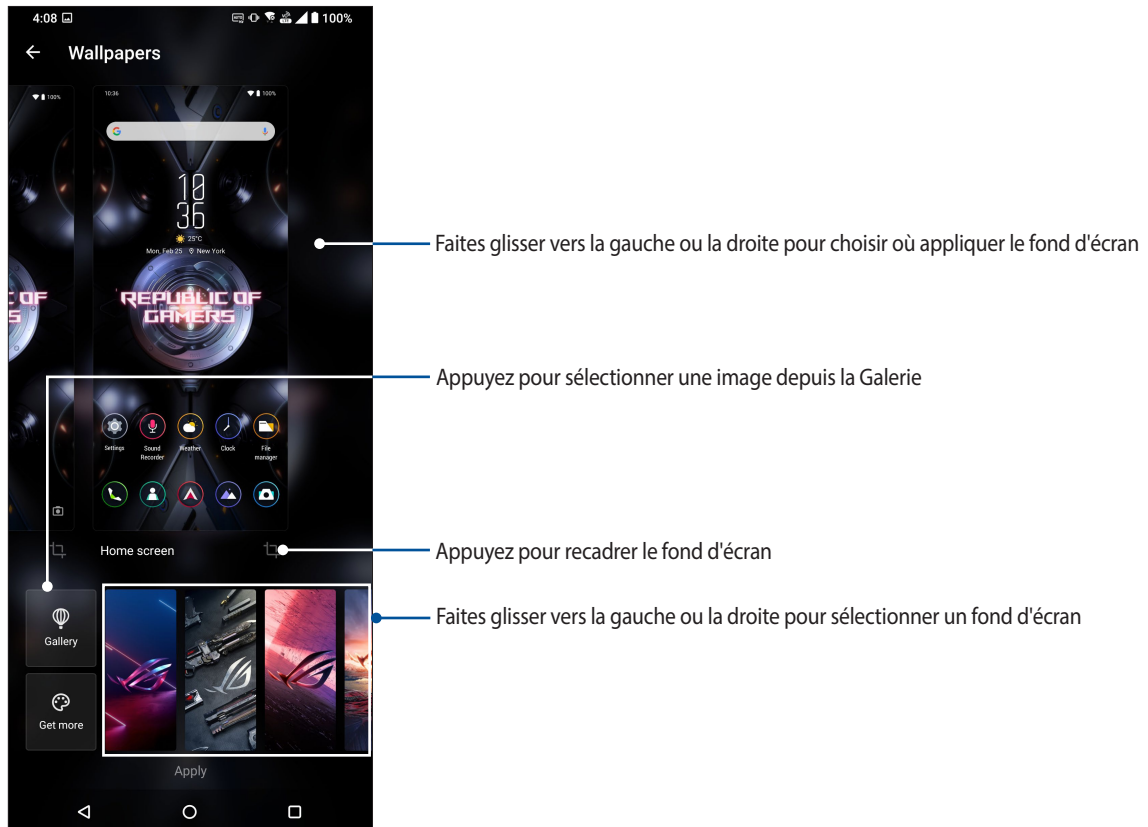 4:08 100%
Wallpapers
100%
10:36 100%
10
36
25°C
Mon, Feb 25 New York
OF
S
REPUBLIC OF
GAMERS
Settings Sound Recorder Weather Clock File manager
Home screen
Gallery
Get more
Apply
Faites glisser vers la gauche ou la droite pour choisir où appliquer le fond d'écran
Appuyez pour sélectionner une image depuis la Galerie
Appuyez pour recadrer le fond d'écran
Faites glisser vers la gauche ou la droite pour sélectionner un fond d'écran